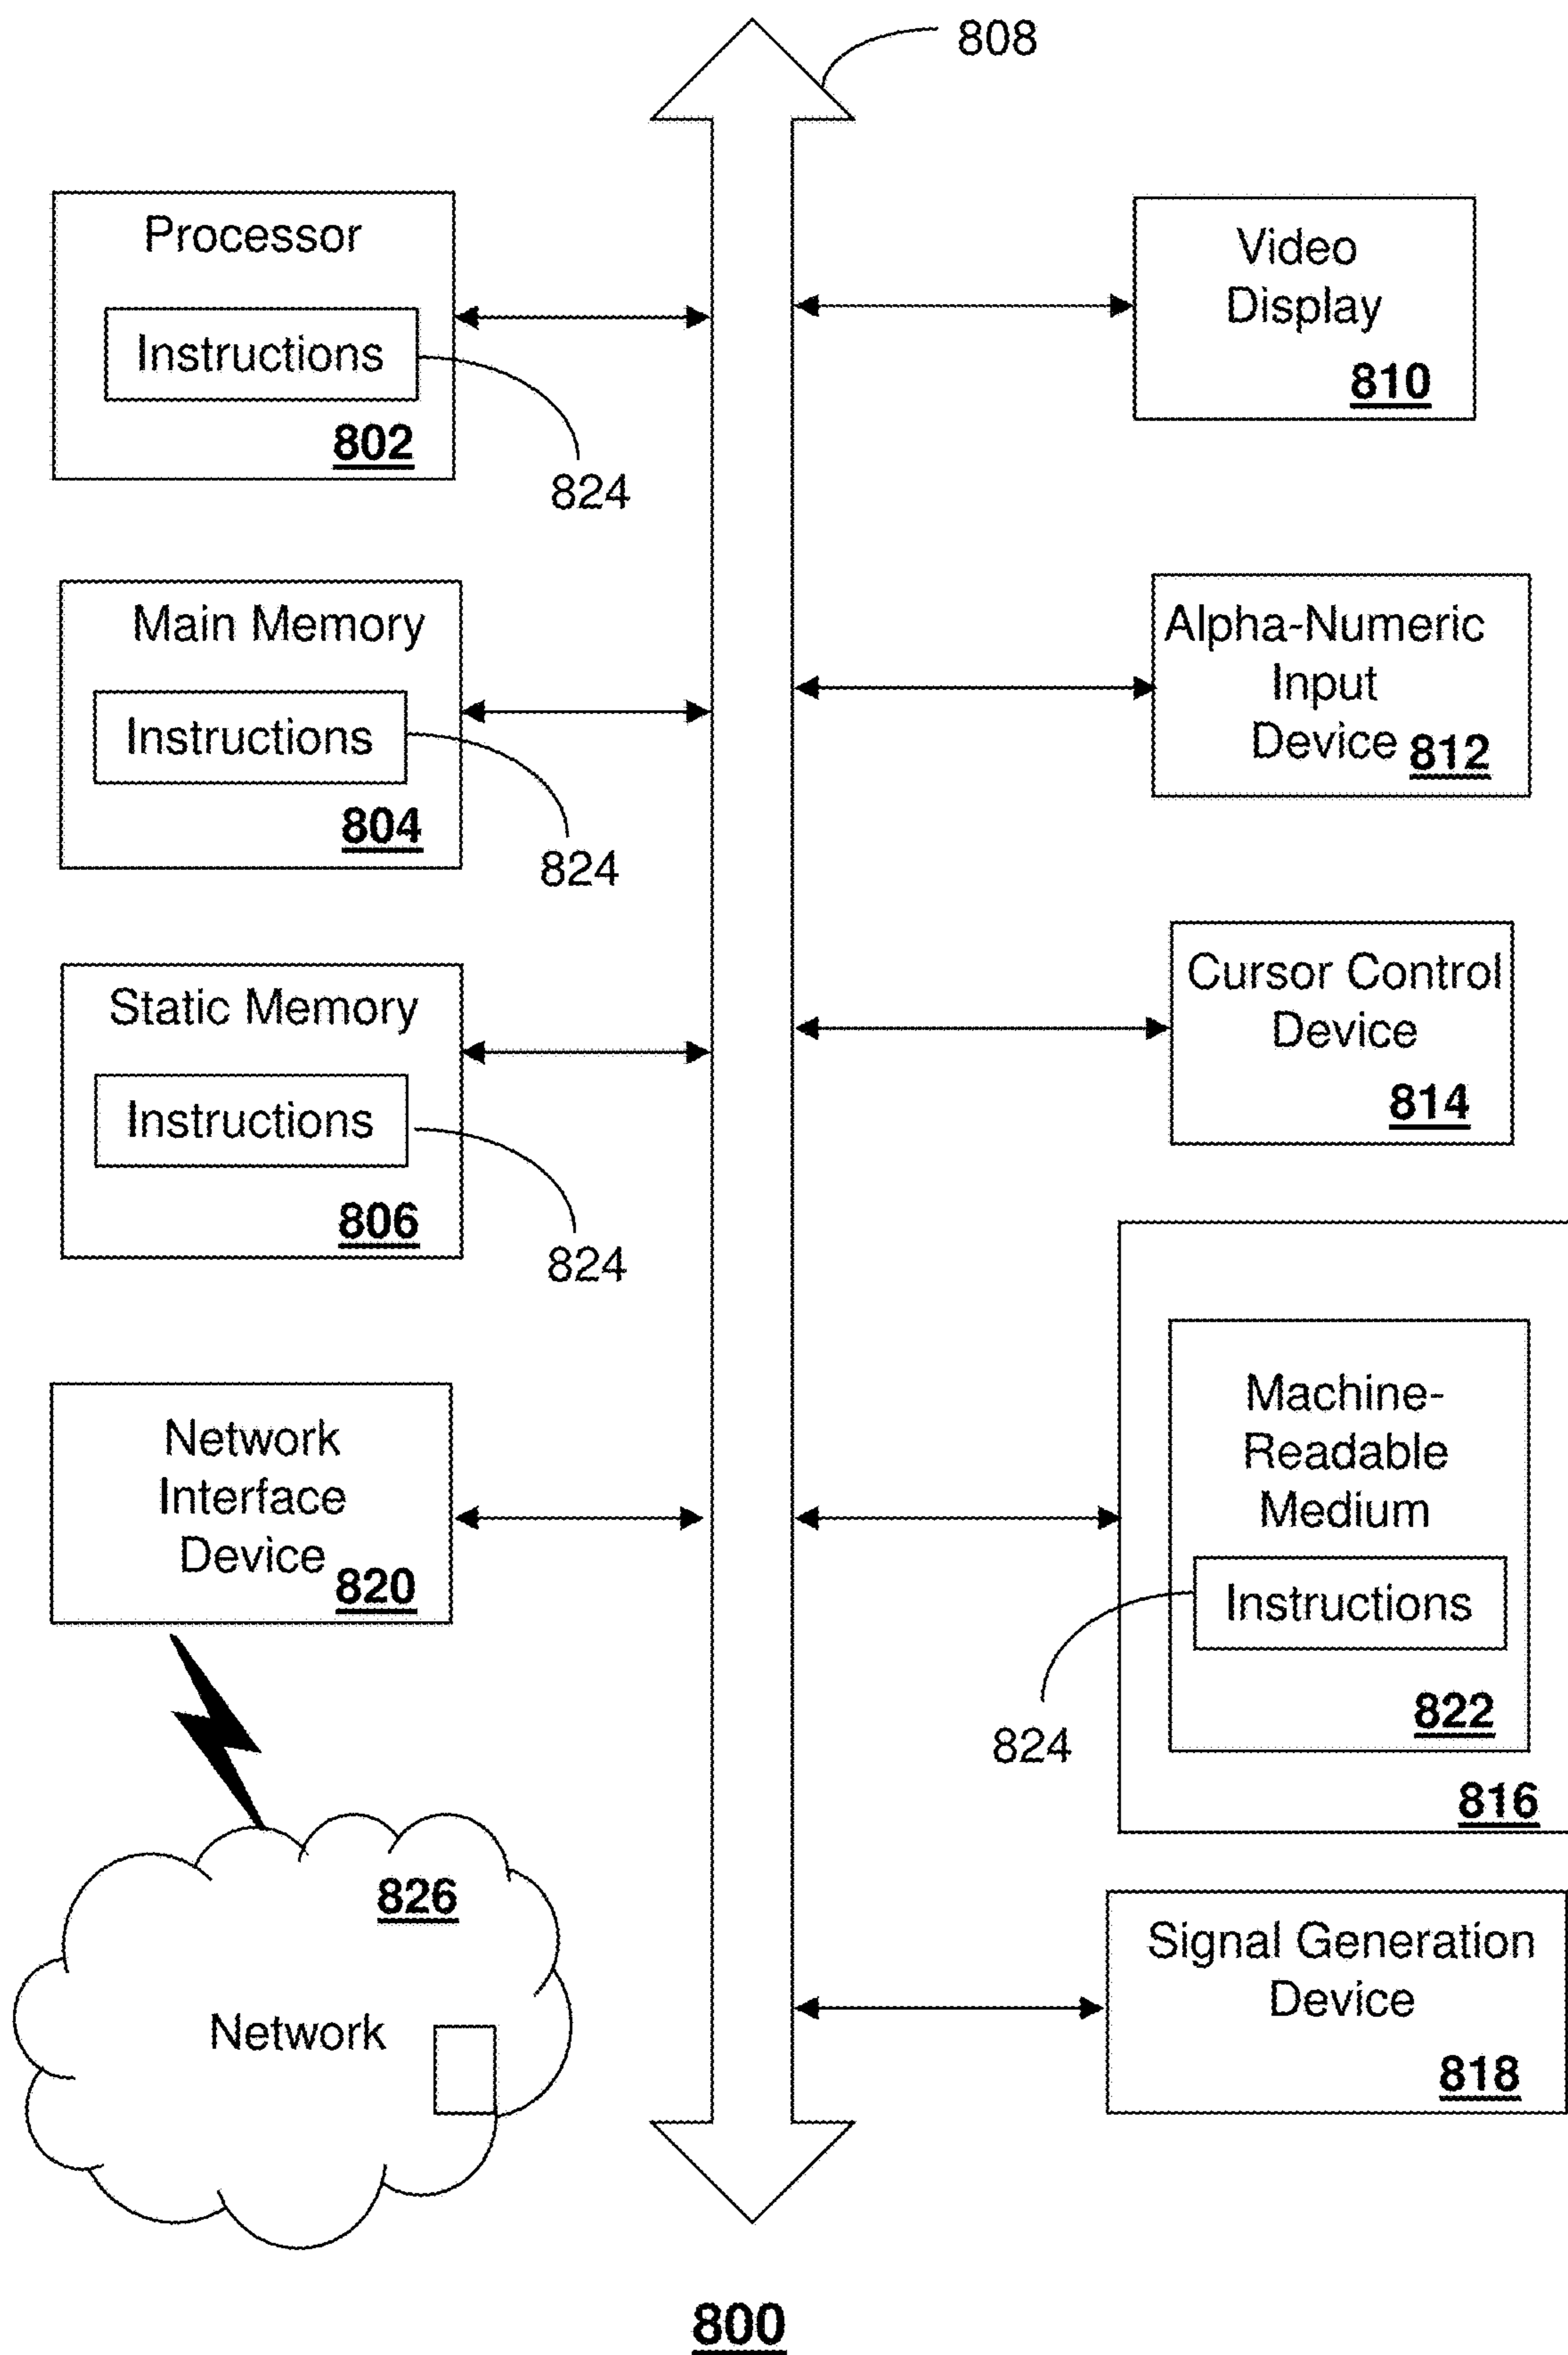 808
Processor
Instructions
802
824
Main Memory
Instructions
804
824
Static Memory
Instructions
806
824
Network
Interface
Device
820
826
Network
Video
Display
810
Alpha-Numeric
Input
Device 812
Cursor Control
Device
814
Machine-
Readable
Medium
Instructions
824
822
816
Signal Generation
Device
818
800